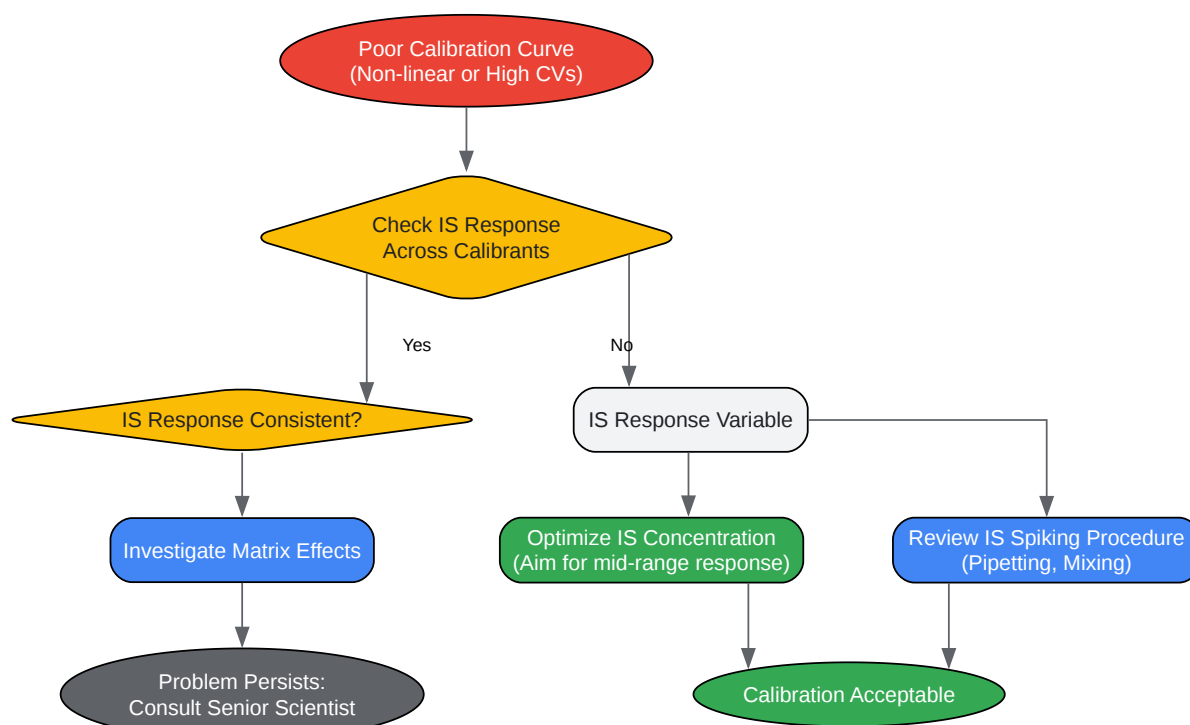 Poor Calibration Curve
(Non-linear or High CVs)
Check IS Response
Across Calibrants
Yes
No
IS Response Consistent?
IS Response Variable
Investigate Matrix Effects
Optimize IS Concentration
(Aim for mid-range response)
Review IS Spiking Procedure
(Pipetting, Mixing)
Problem Persists:
Consult Senior Scientist
Calibration Acceptable